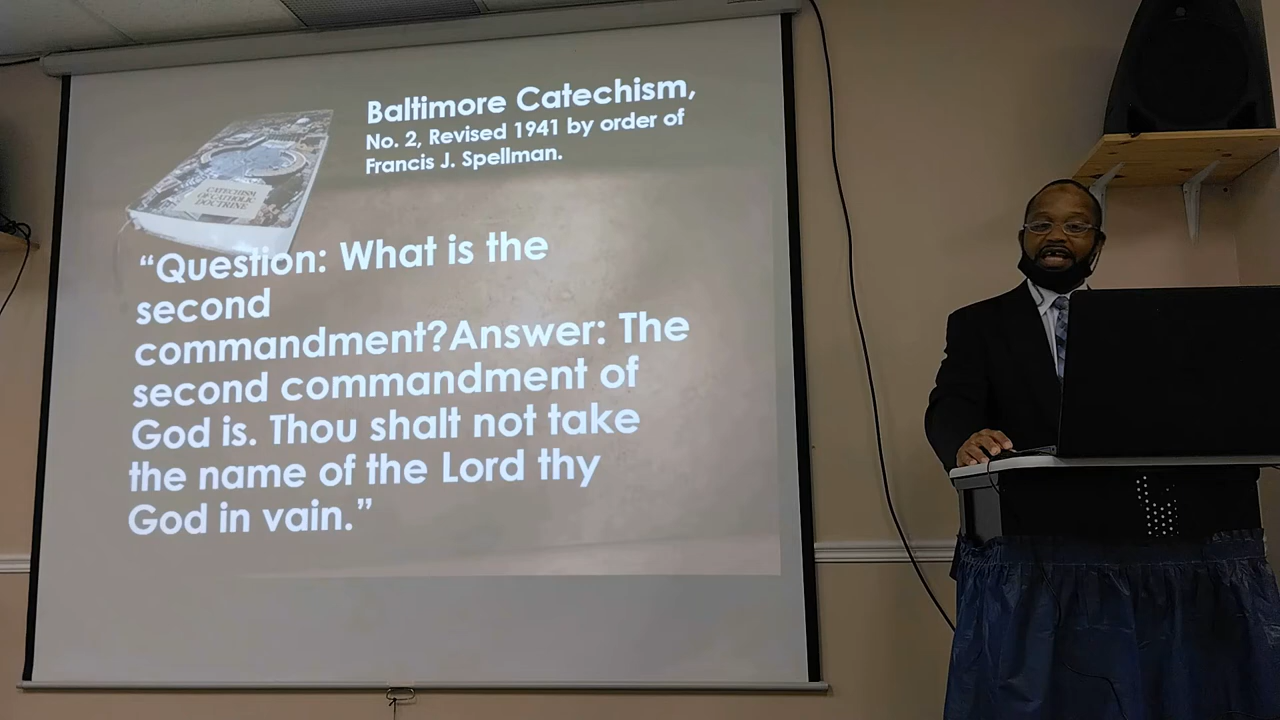 Baltimore Catechism,
No. 2, Revised 1941 by order of
Francis J. Spellman.
CATECHISM
OF CATHOLIC
DOCTRINE
“Question: What is the
second
commandment?Answer: The
second commandment of
God is. Thou shalt not take
the name of the Lord thy
God in vain.”